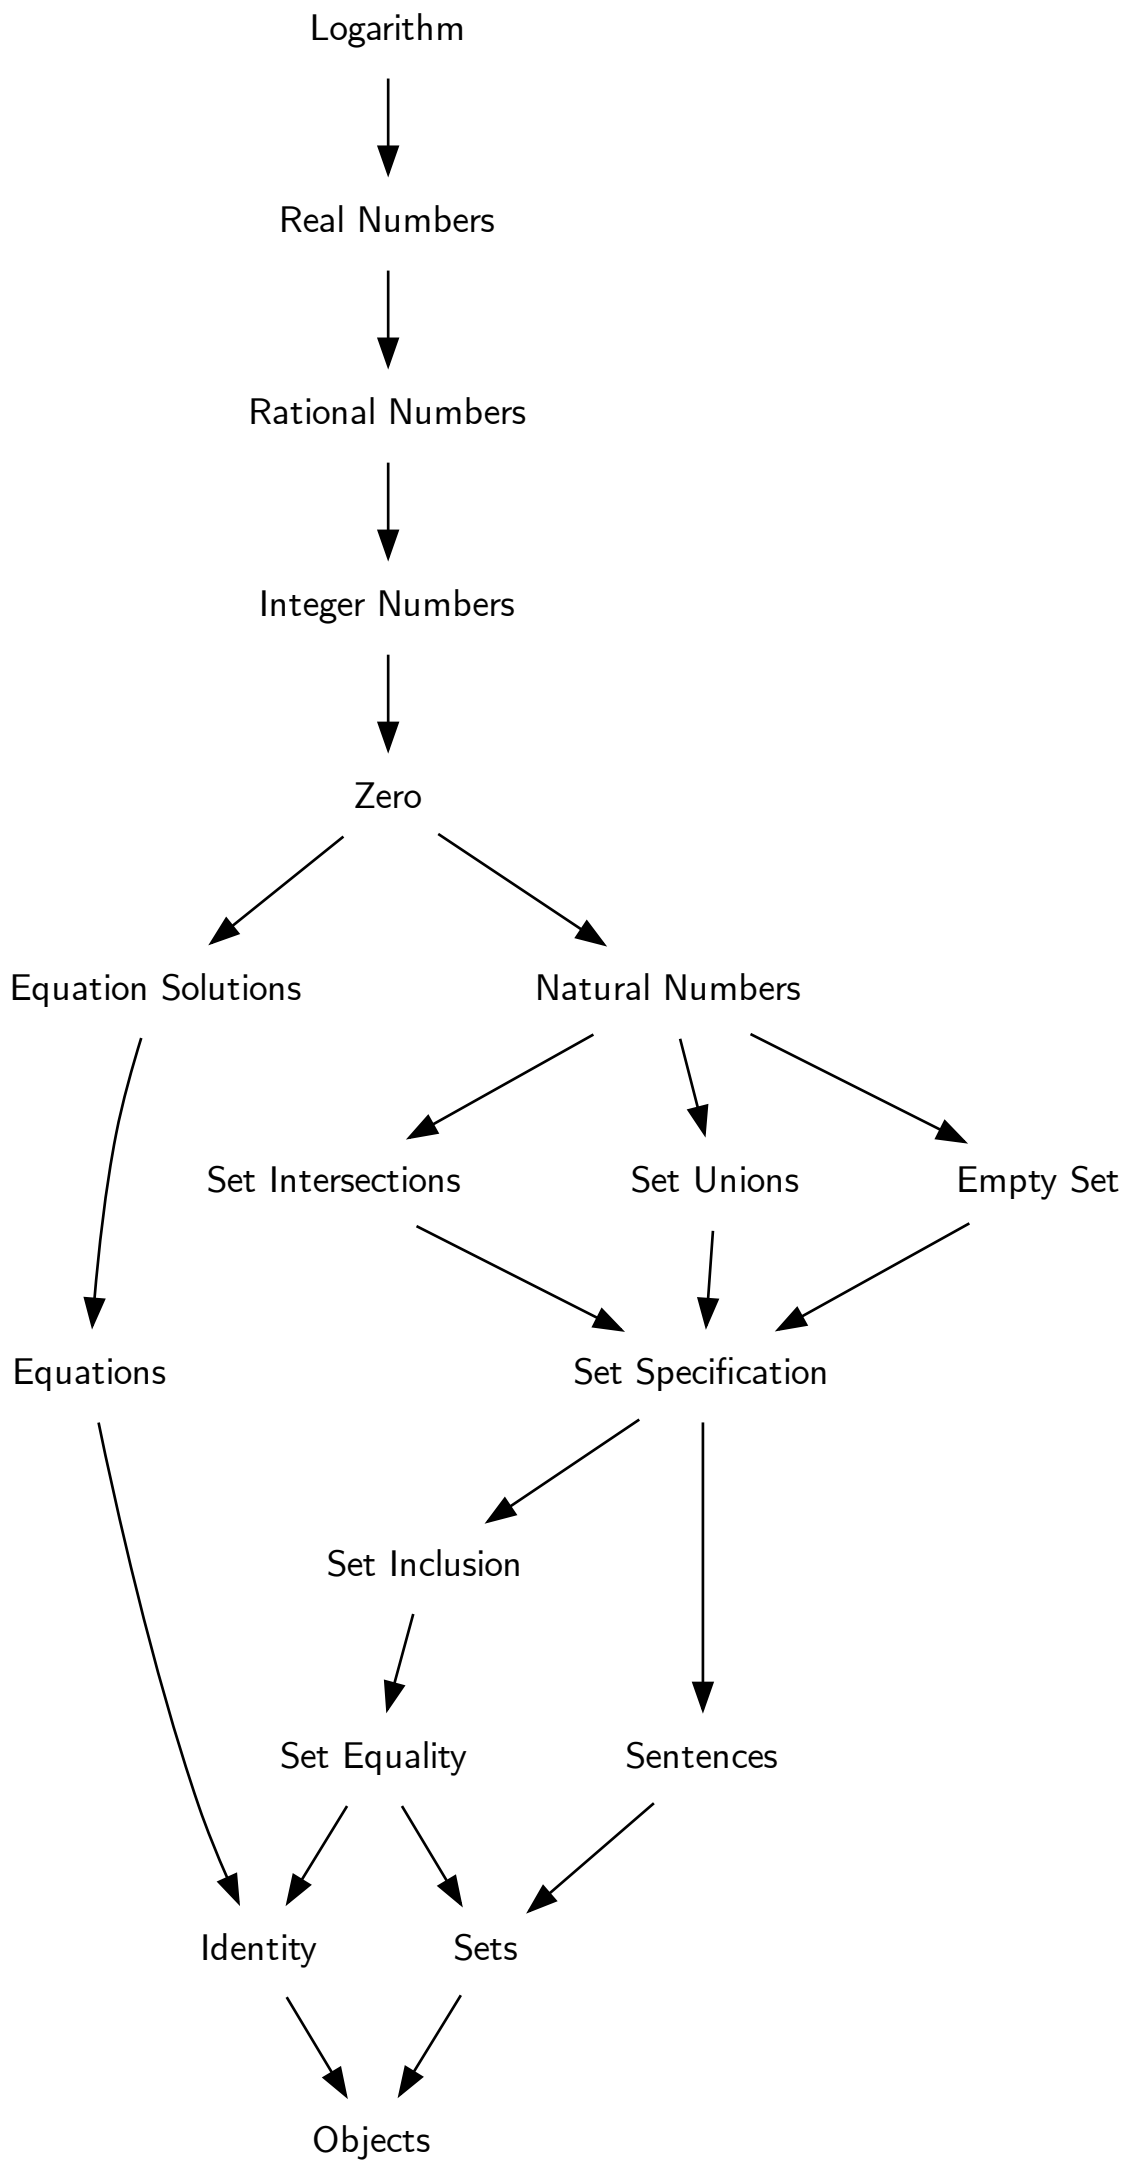 Logarithm
Real Numbers
Rational Numbers
Integer Numbers
Zero
Equation Solutions
Natural Numbers
Set Intersections
Set Unions
Empty Set
Equations
Set Specification
Set Inclusion
Set Equality
Sentences
Identity
Sets
Objects